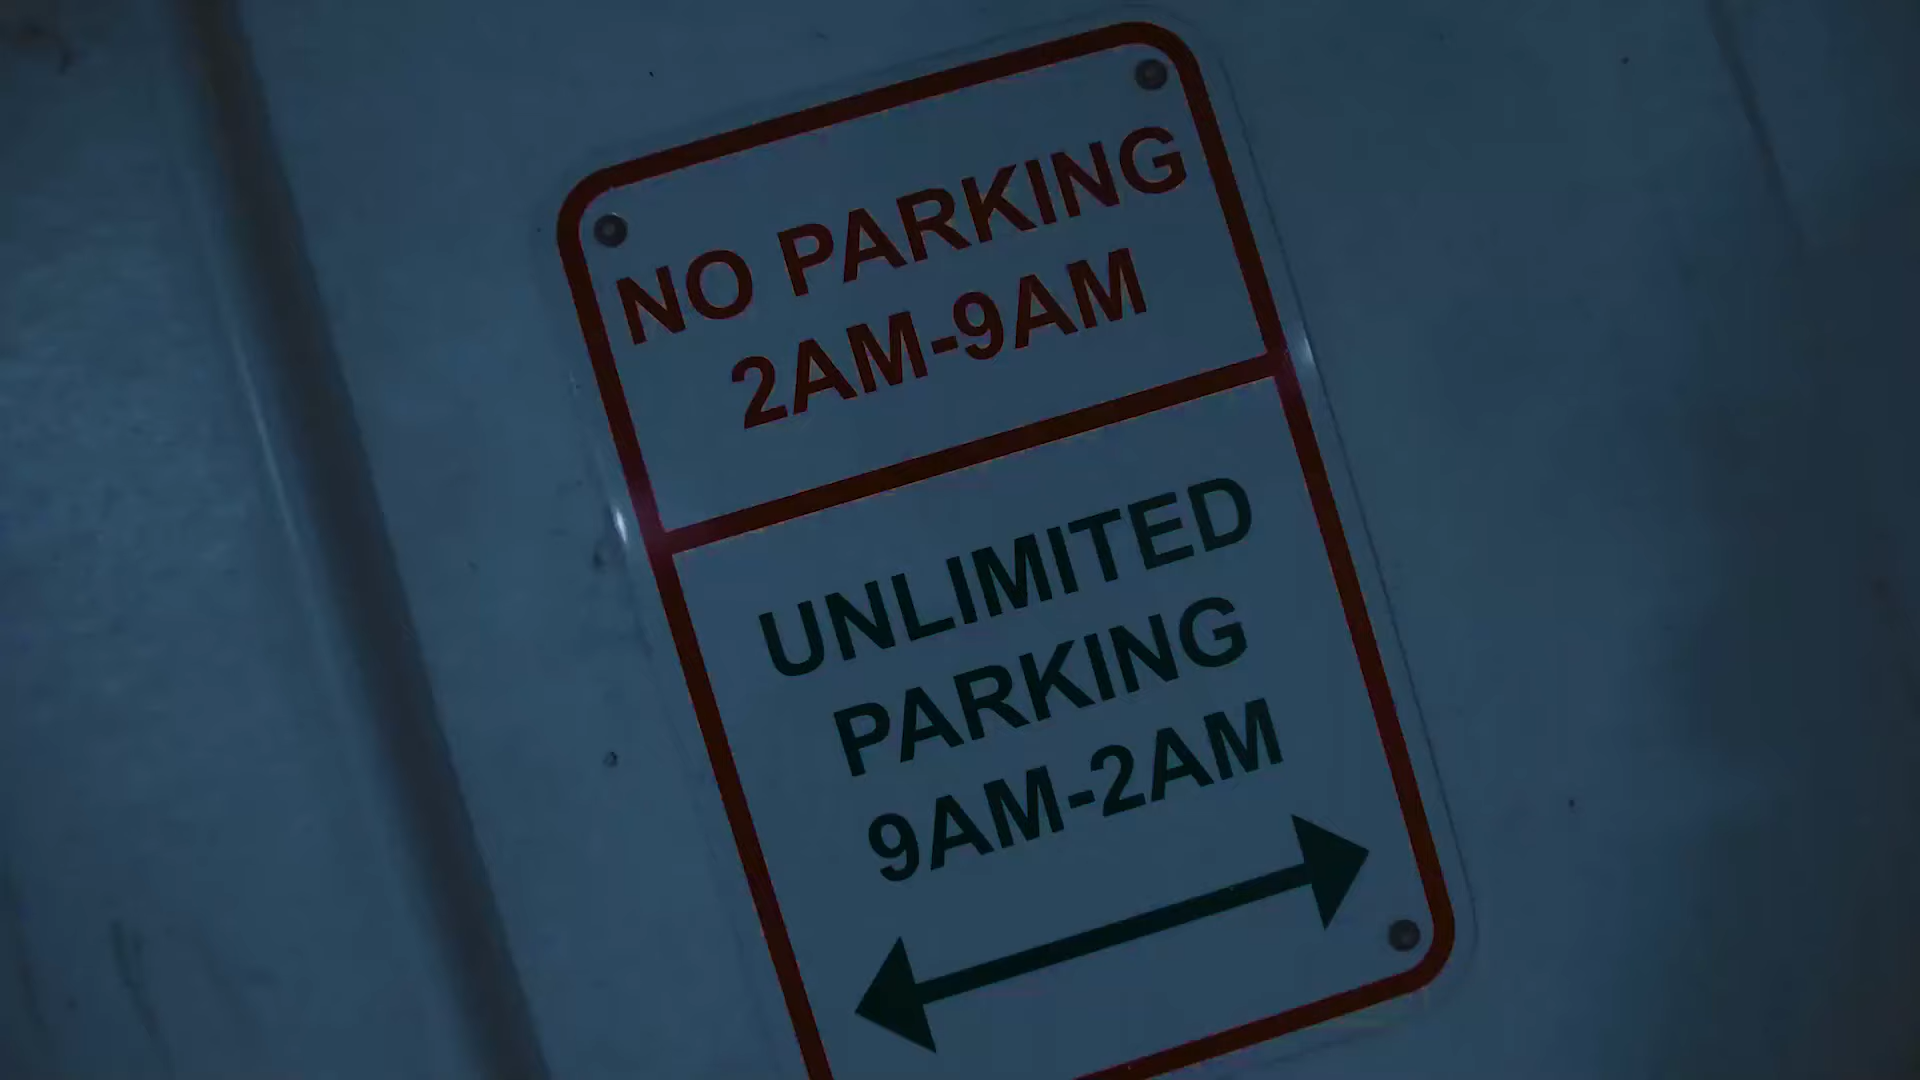 NO PARKING
2AM-9AM
UNLIMITED
PARKING
9AM-2AM